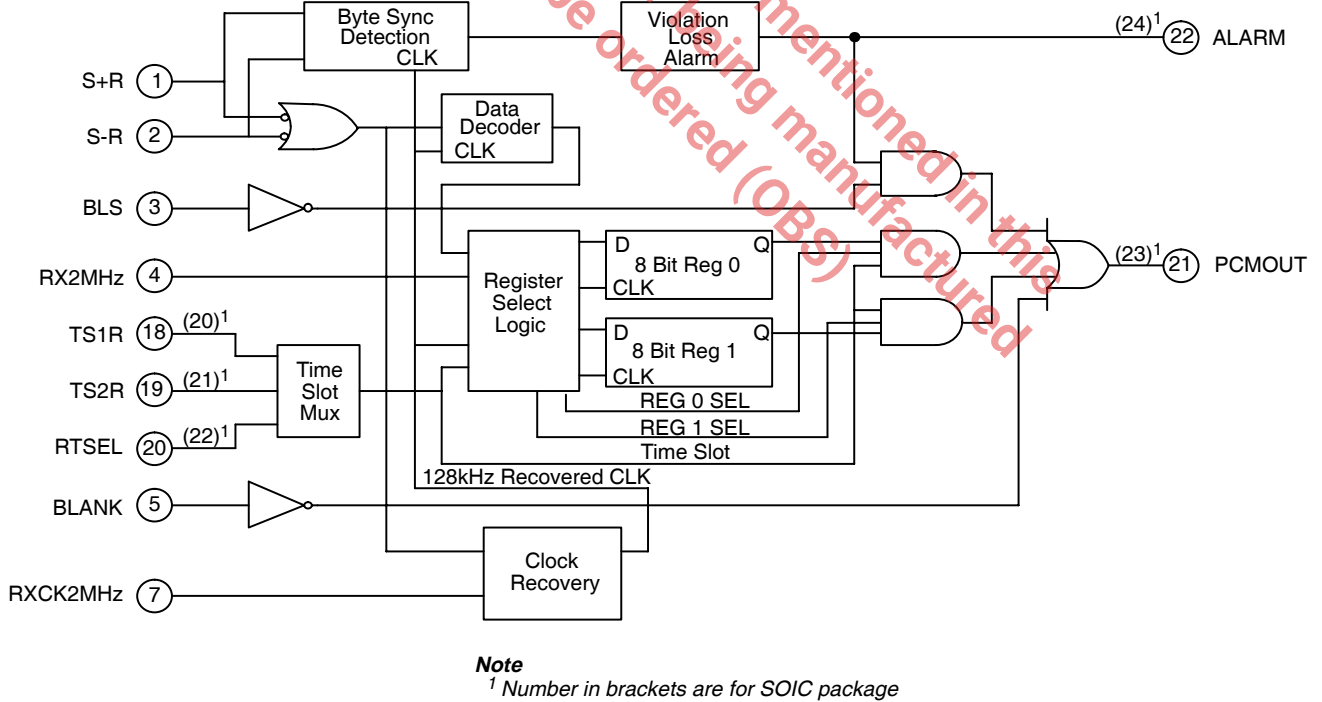 Byte Sync
Detection
CLK
Violation
Loss
Alarm
(24)1
22
ALARM
S+R
1
S-R
2
Data
Decoder
CLK
BLS
3
RX2MHz
4
Register
Select
Logic
D
Q
8 Bit Reg 0
CLK
D
Q
8 Bit Reg 1
CLK
(23)1
21
PCMOUT
TS1R
18
(20)1
TS2R
19
(21)1
RTSEL
20
(22)1
Time
Slot
Mux
REG 0 SEL
REG 1 SEL
Time Slot
128kHz Recovered CLK
BLANK
5
Clock
Recovery
RXCK2MHz
7
mentioned in this
being manufactured
be ordered (OBS)
Note
1 Number in brackets are for SOIC package